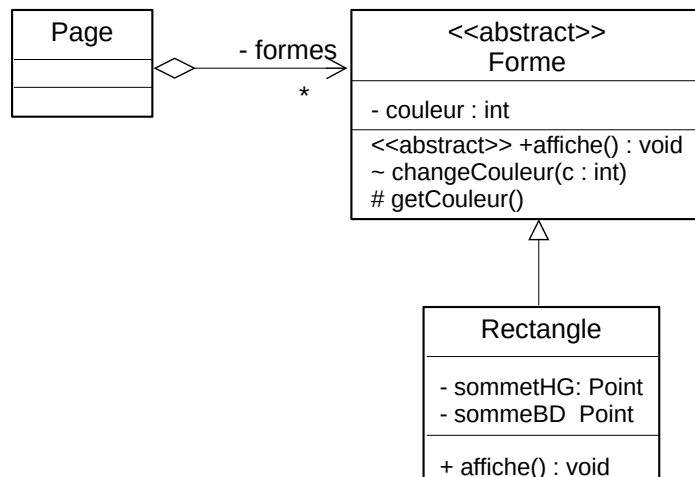 Page
- formes
*
<<abstract>>
Forme
- couleur : int
<<abstract>> +affiche() : void
~ changeCouleur(c : int)
# getCouleur()
Rectangle
- sommetHG: Point
- sommeBD Point
+ affiche() : void